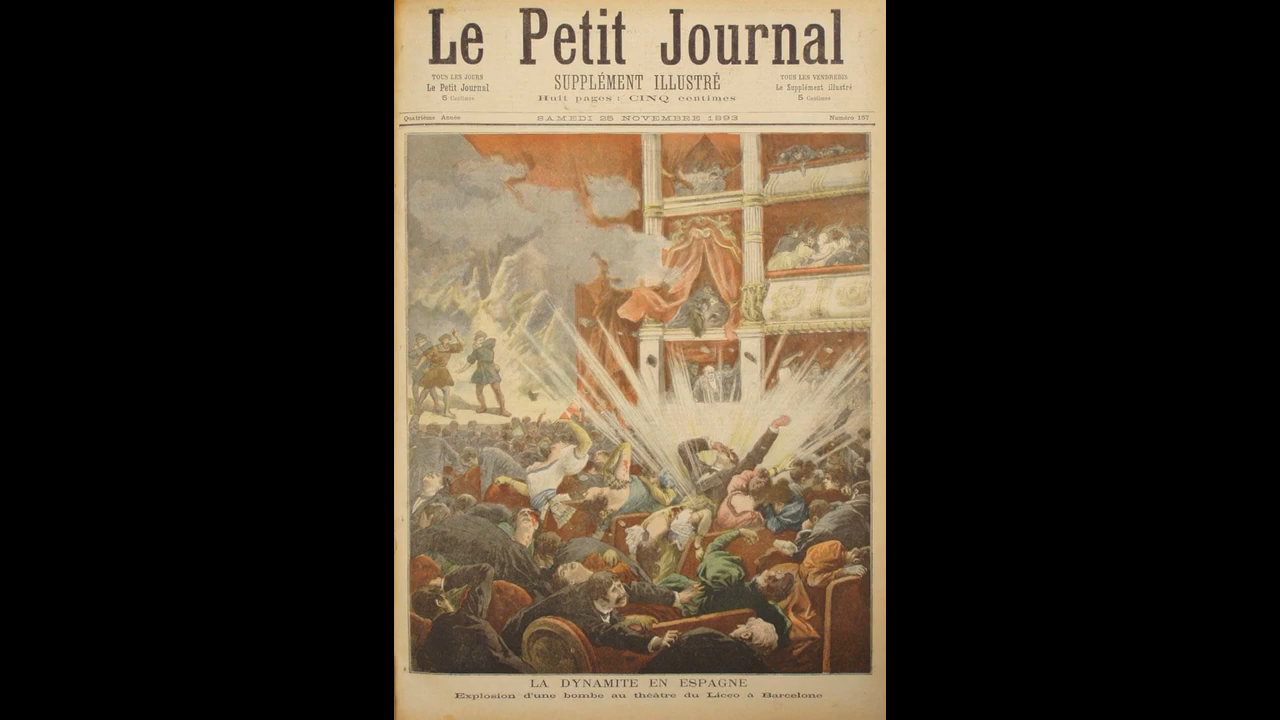 Le Petit Journal
TOUS LES JOURS
Le Petit Journal
5 Centimes
SUPPLÉMENT ILLUSTRÉ
Huit pages : CINQ centimes
TOUS LES VENDREDIS
Le Supplément illustré
5 Centimes
Quatrième Année
SAMEDI 25 NOVEMBRE 1893
Numéro 157
LA DYNAMITE EN ESPAGNE
Explosion d'une bombe au théâtre du Liceo à Barcelone